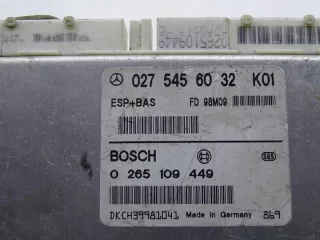 027 545 60 32 K01
ESP+BAS FD 98M09
BOSCH
0 265 109 449
DKCH39981041 Made in Germany 869